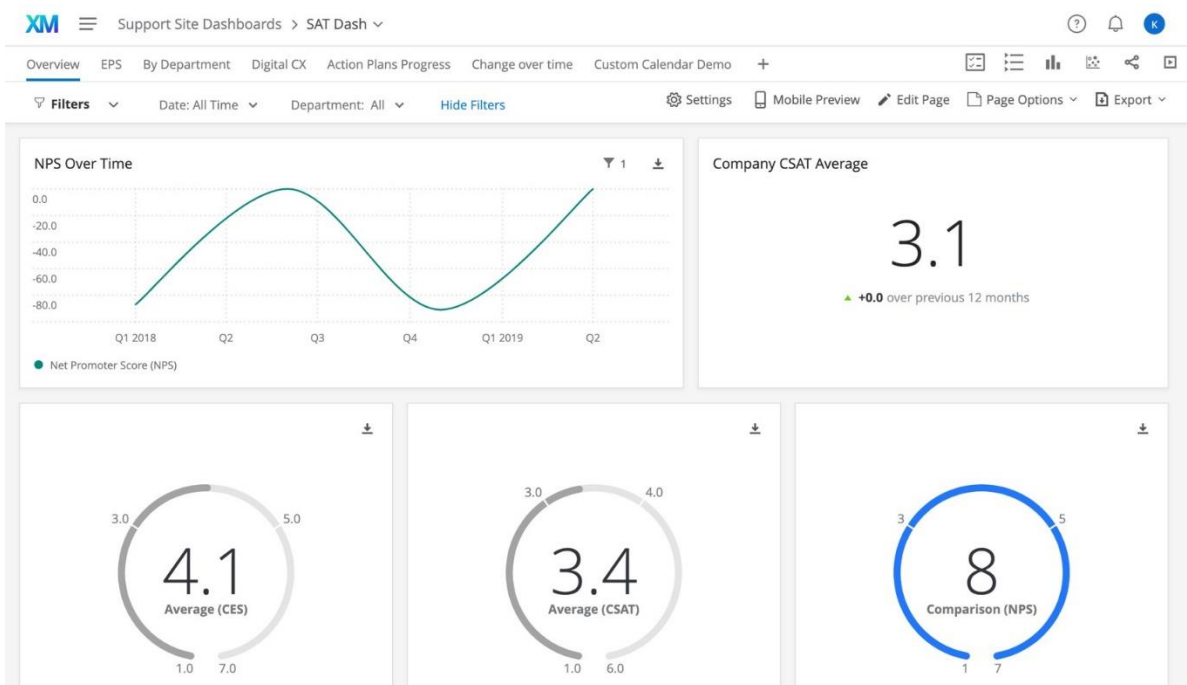 XM Support Site Dashboards > SAT Dash
K
Overview EPS By Department Digital CX Action Plans Progress Change over time Custom Calendar Demo +
Filters Date: All Time Department: All Hide Filters Settings Mobile Preview Edit Page Page Options Export
NPS Over Time
1
0.0
-20.0
-40.0
-60.0
-80.0
Q1 2018 Q2 Q3 Q4 Q1 2019 Q2
Net Promoter Score (NPS)
Company CSAT Average
3.1
+0.0 over previous 12 months
3.0 5.0
4.1
Average (CES)
1.0 7.0
3.0 4.0
3.4
Average (CSAT)
1.0 6.0
3 5
8
Comparison (NPS)
1 7